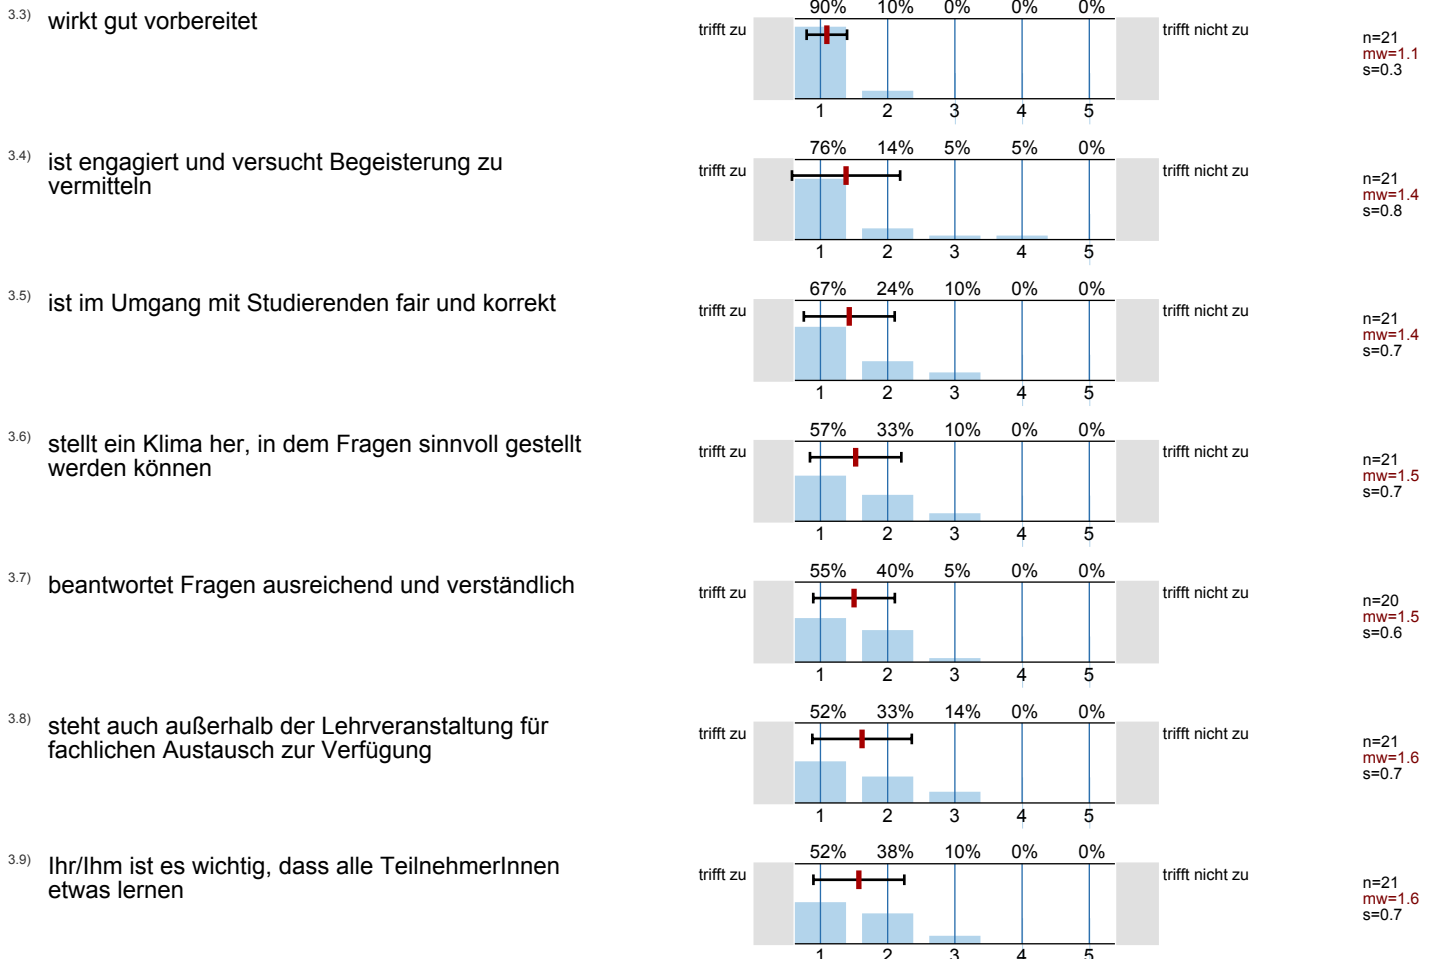 3.3) wirkt gut vorbereitet
90% 10% 0% 0% 0%
trifft zu trifft nicht zu
n=21
mw=1.1
s=0.3
1 2 3 4 5
3.4) ist engagiert und versucht Begeisterung zu
vermitteln
76% 14% 5% 5% 0%
trifft zu trifft nicht zu
n=21
mw=1.4
s=0.8
1 2 3 4 5
3.5) ist im Umgang mit Studierenden fair und korrekt
67% 24% 10% 0% 0%
trifft zu trifft nicht zu
n=21
mw=1.4
s=0.7
1 2 3 4 5
3.6) stellt ein Klima her, in dem Fragen sinnvoll gestellt
werden können
57% 33% 10% 0% 0%
trifft zu trifft nicht zu
n=21
mw=1.5
s=0.7
1 2 3 4 5
3.7) beantwortet Fragen ausreichend und verständlich
55% 40% 5% 0% 0%
trifft zu trifft nicht zu
n=20
mw=1.5
s=0.6
1 2 3 4 5
3.8) steht auch außerhalb der Lehrveranstaltung für
fachlichen Austausch zur Verfügung
52% 33% 14% 0% 0%
trifft zu trifft nicht zu
n=21
mw=1.6
s=0.7
1 2 3 4 5
3.9) Ihr/Ihm ist es wichtig, dass alle TeilnehmerInnen
etwas lernen
52% 38% 10% 0% 0%
trifft zu trifft nicht zu
n=21
mw=1.6
s=0.7
1 2 3 4 5